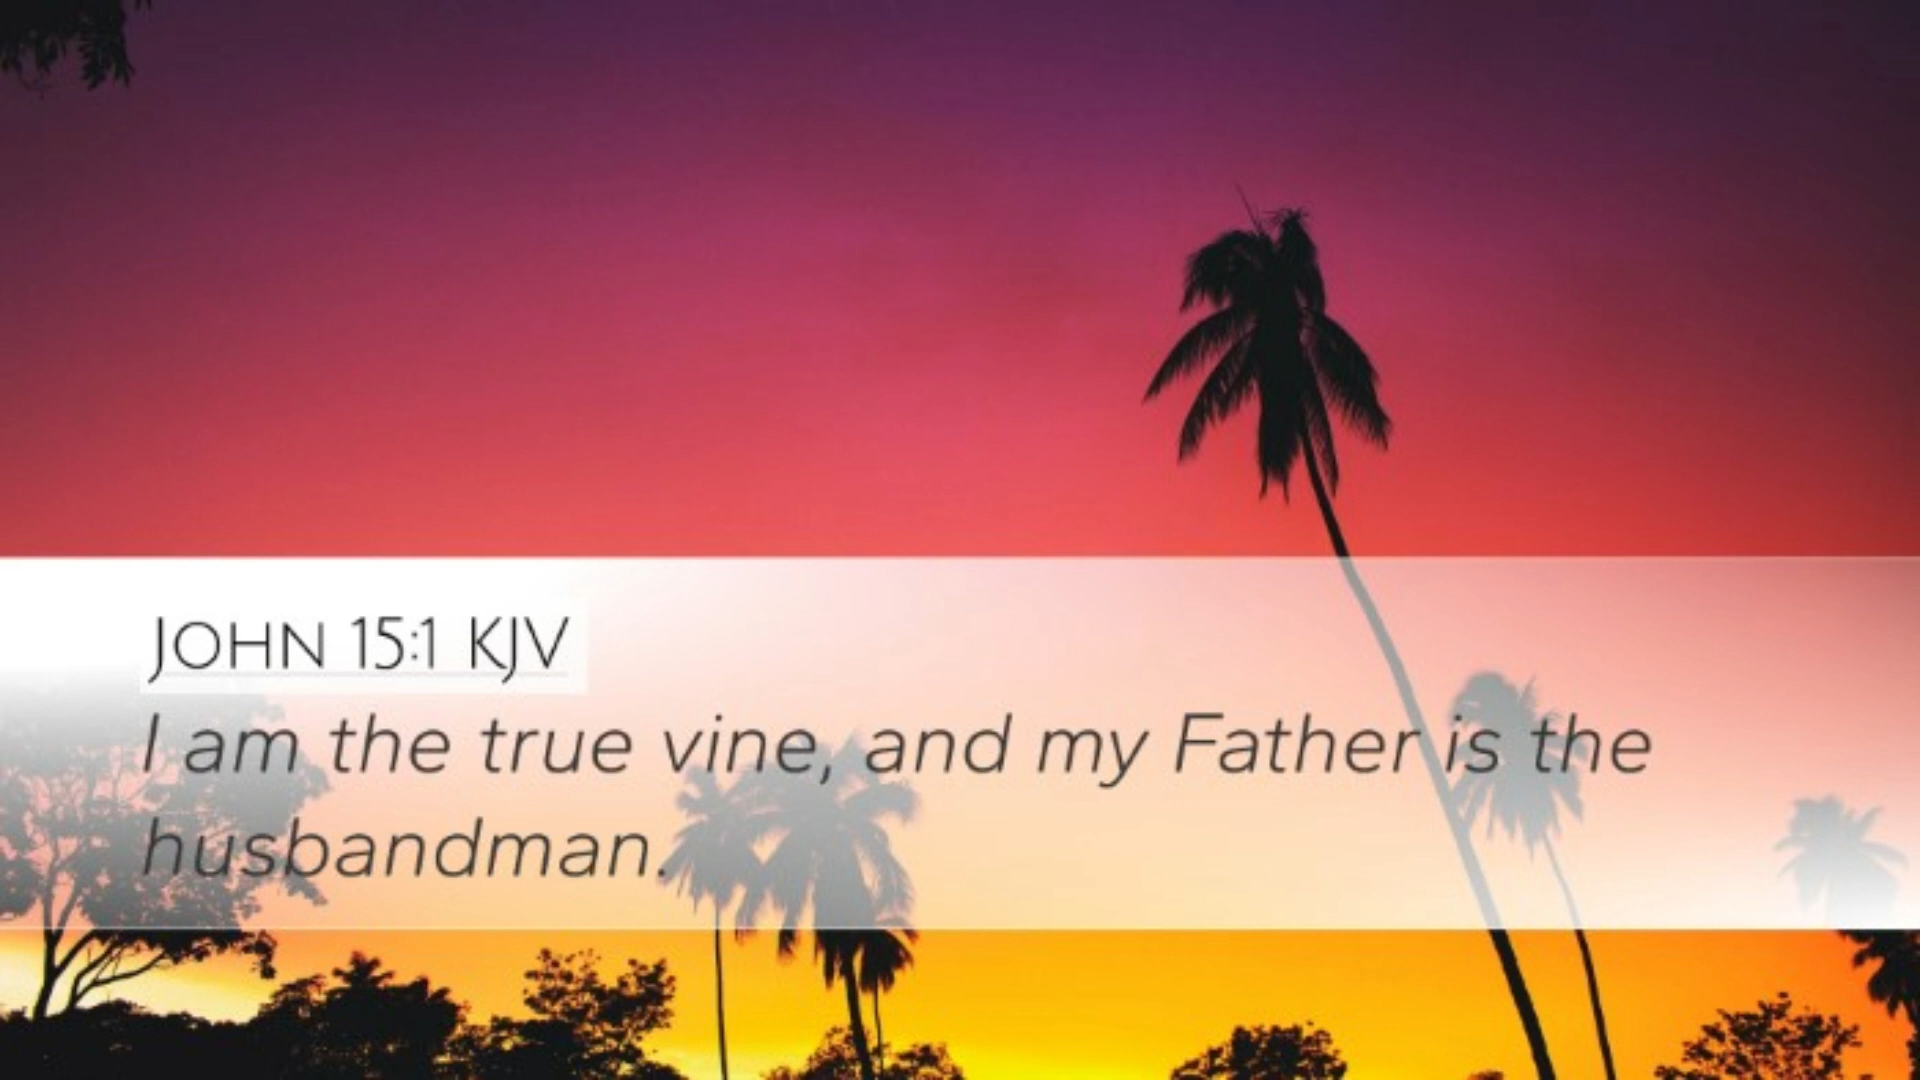 John 15:1 KJV
I am the true vine, and my Father is the
husbandman.